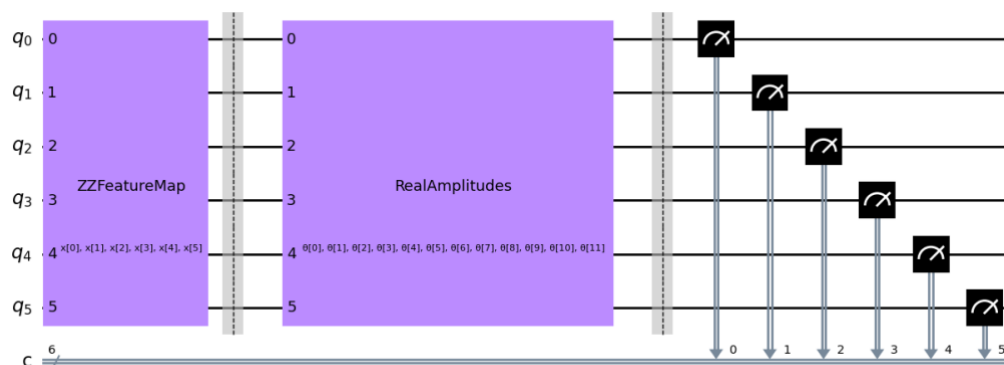 q₀ 0 0
q₁ 1 1
q₂ 2 2
ZZFeatureMap RealAmplitudes
q₃ 3 3
q₄ 4 x[0], x[1], x[2], x[3], x[4], x[5] 4 θ[0], θ[1], θ[2], θ[3], θ[4], θ[5], θ[6], θ[7], θ[8], θ[9], θ[10], θ[11]
q₅ 5 5
c 6 0 1 2 3 4 5